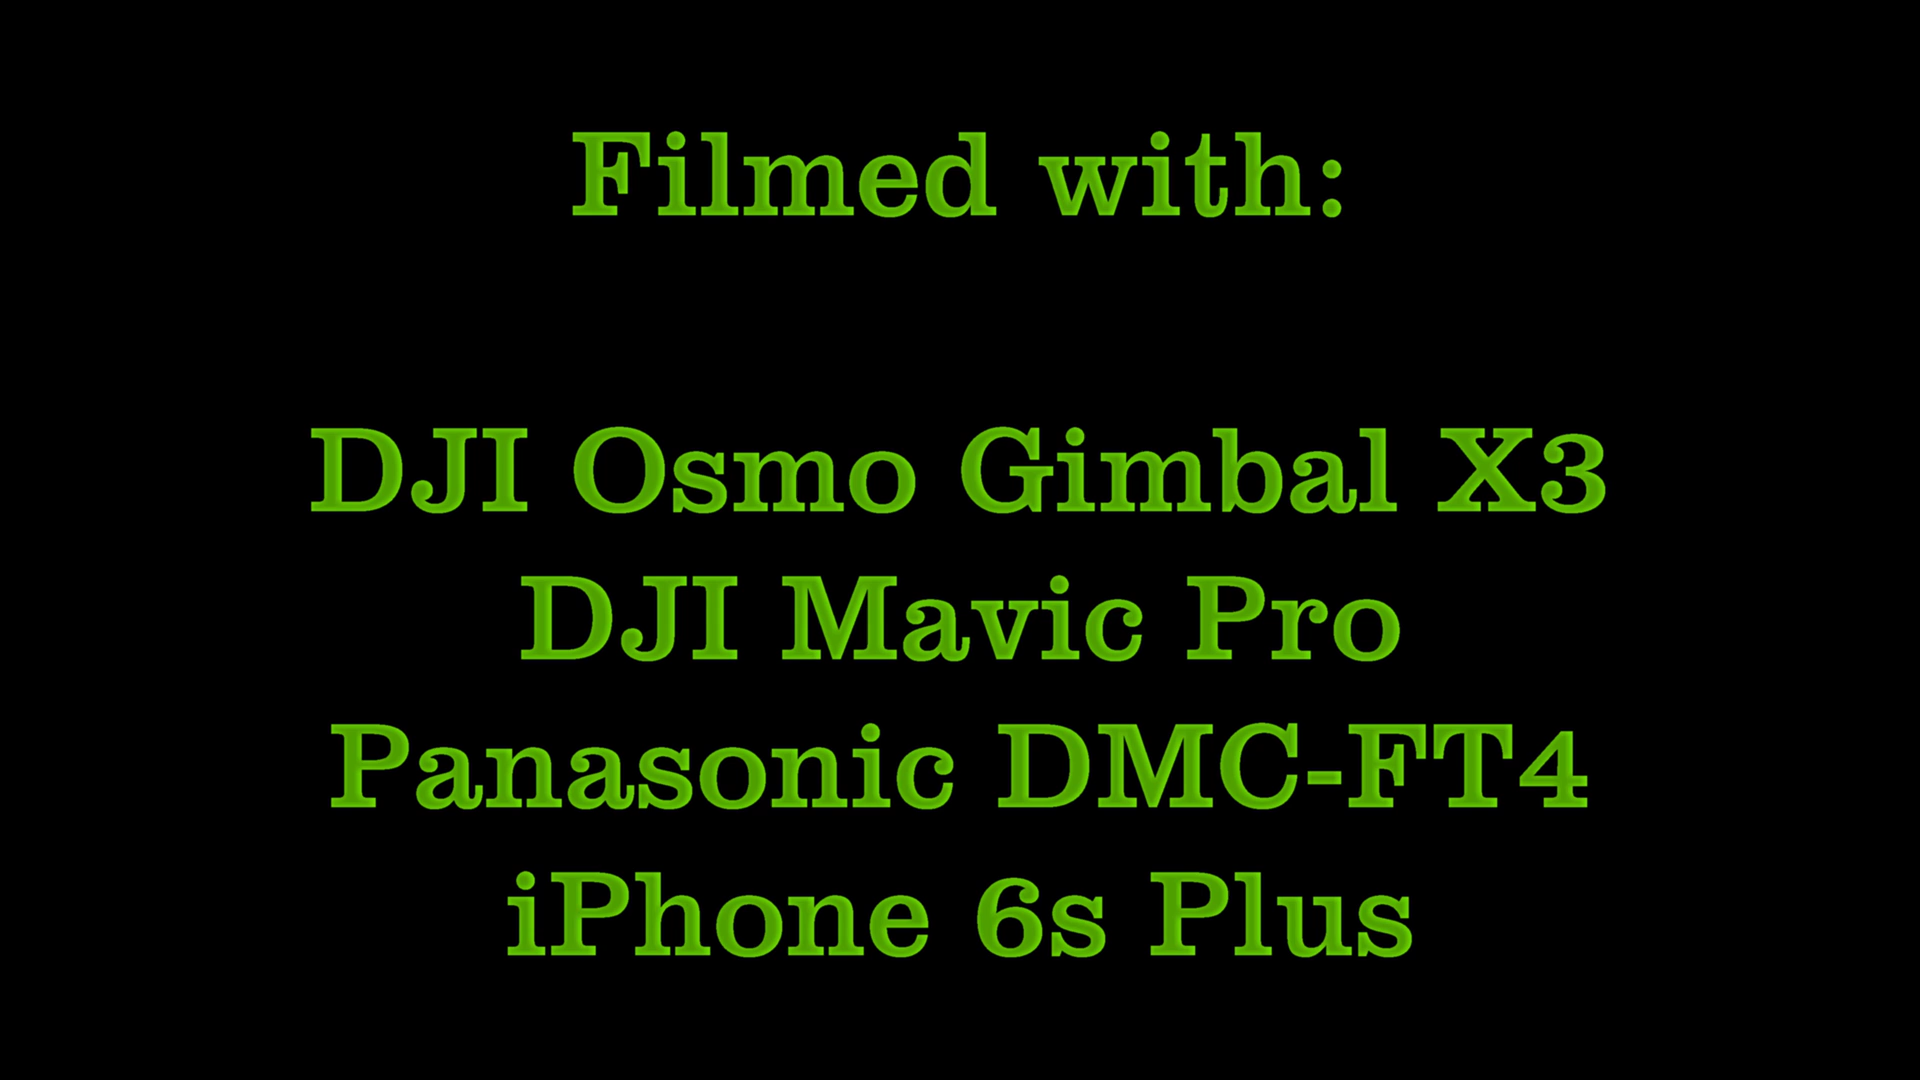 Filmed with:
DJI Osmo Gimbal X3
DJI Mavic Pro
Panasonic DMC-FT4
iPhone 6s Plus